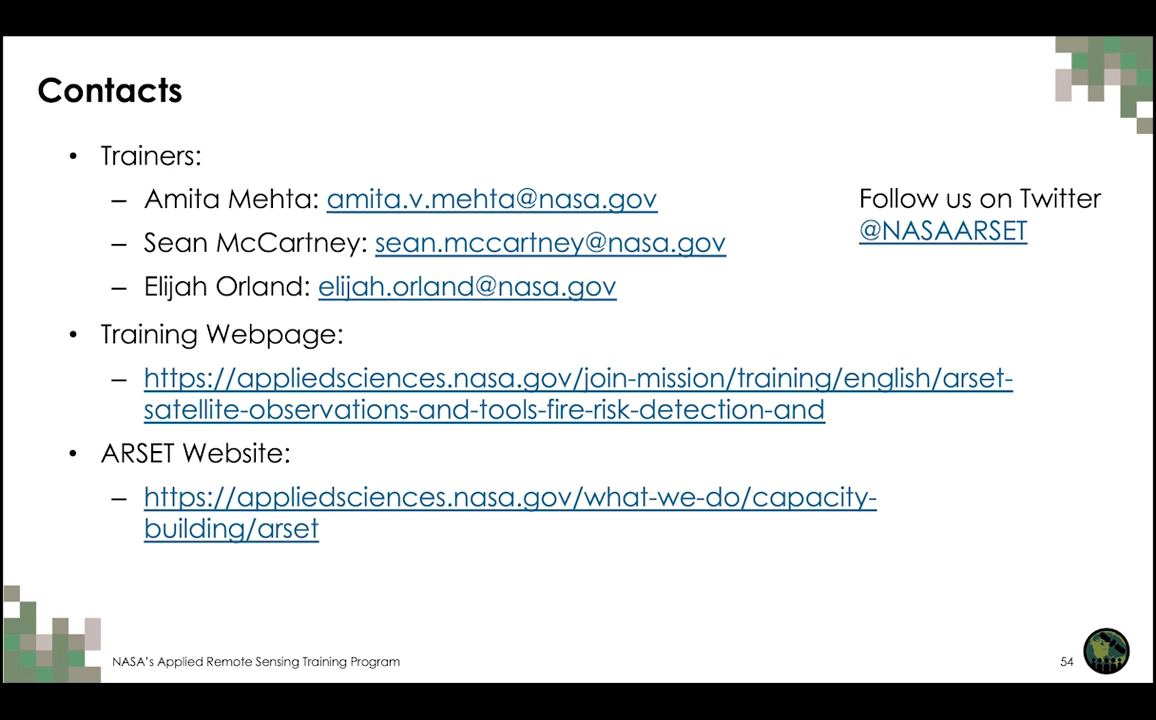 Contacts
• Trainers:
– Amita Mehta: amita.v.mehta@nasa.gov
– Sean McCartney: sean.mccartney@nasa.gov
– Elijah Orland: elijah.orland@nasa.gov
Follow us on Twitter
@NASAARSET
• Training Webpage:
– https://appliedsciences.nasa.gov/join-mission/training/english/arset-
satellite-observations-and-tools-fire-risk-detection-and
• ARSET Website:
– https://appliedsciences.nasa.gov/what-we-do/capacity-
building/arset
NASA's Applied Remote Sensing Training Program
54